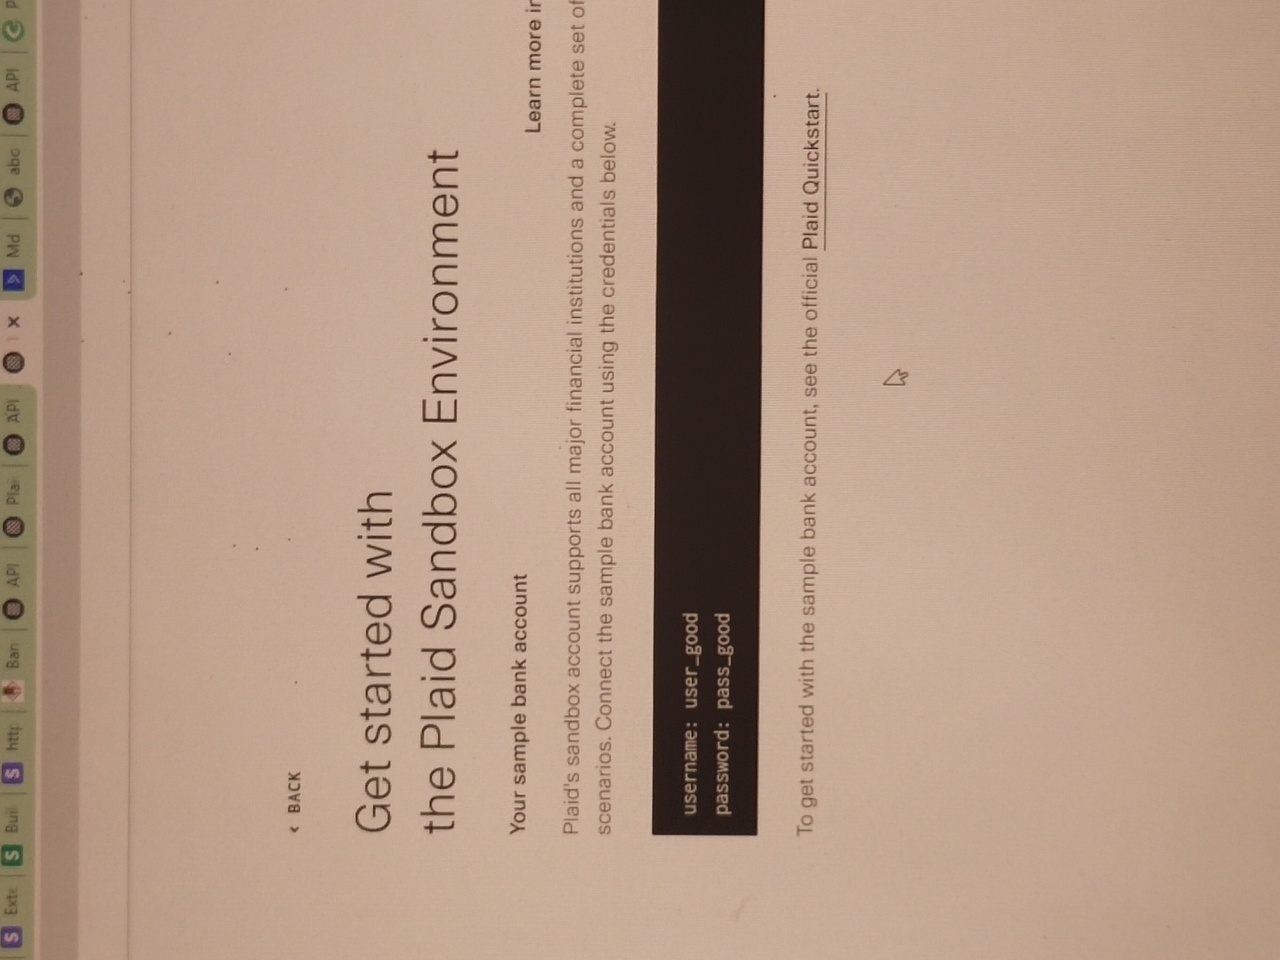 S Exte S Buil S http Ban API Plai API Md abc API
‹ BACK
Get started with
the Plaid Sandbox Environment
Your sample bank account
Learn more in
Plaid's sandbox account supports all major financial institutions and a complete set of
scenarios. Connect the sample bank account using the credentials below.
username: user_good
password: pass_good
To get started with the sample bank account, see the official Plaid Quickstart.